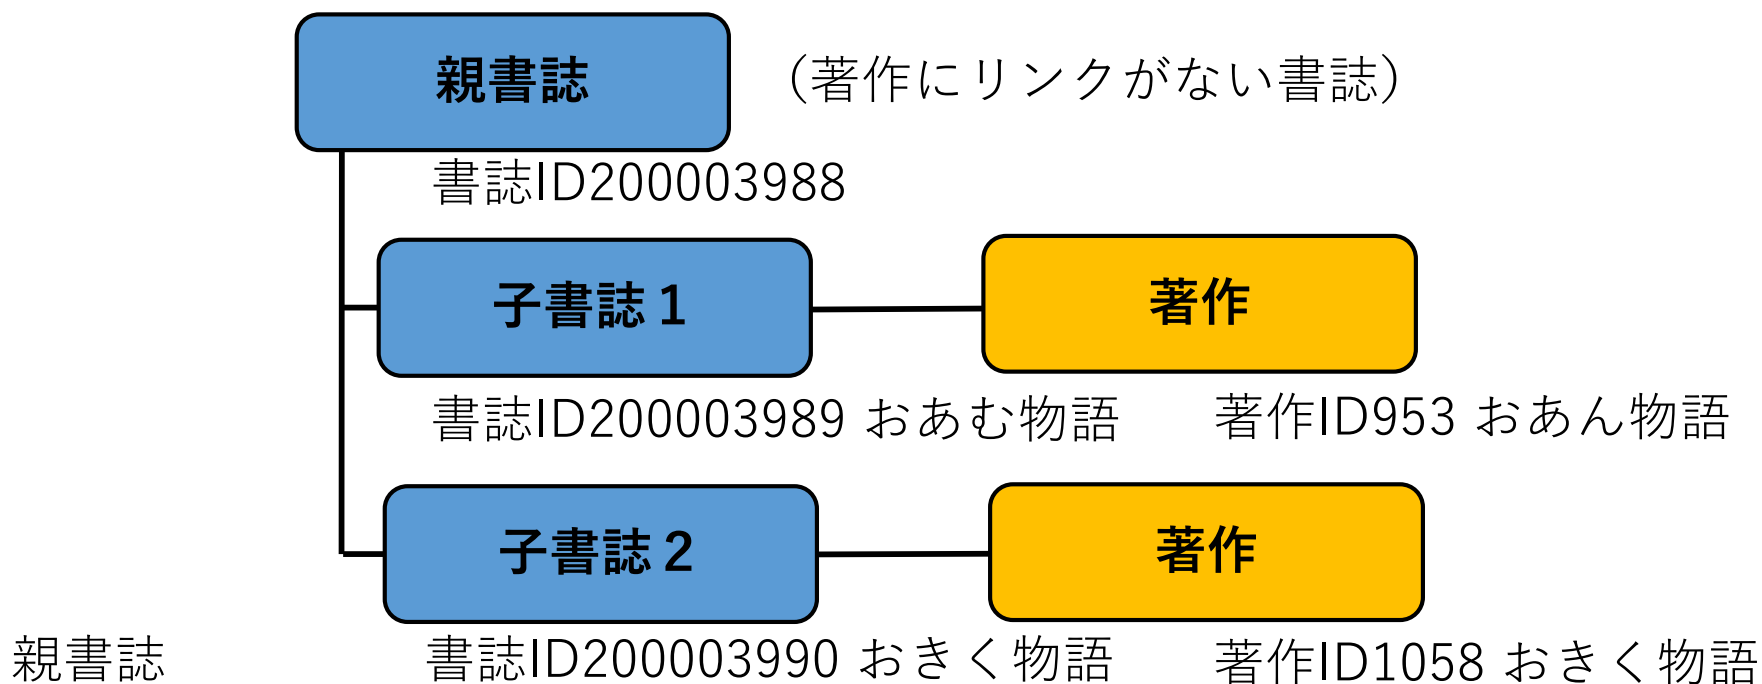 親書誌
（著作にリンクがない書誌）
書誌ID200003988
子書誌1
著作
書誌ID200003989 おあむ物語
著作ID953 おあん物語
子書誌2
著作
親書誌
書誌ID200003990 おきく物語
著作ID1058 おきく物語